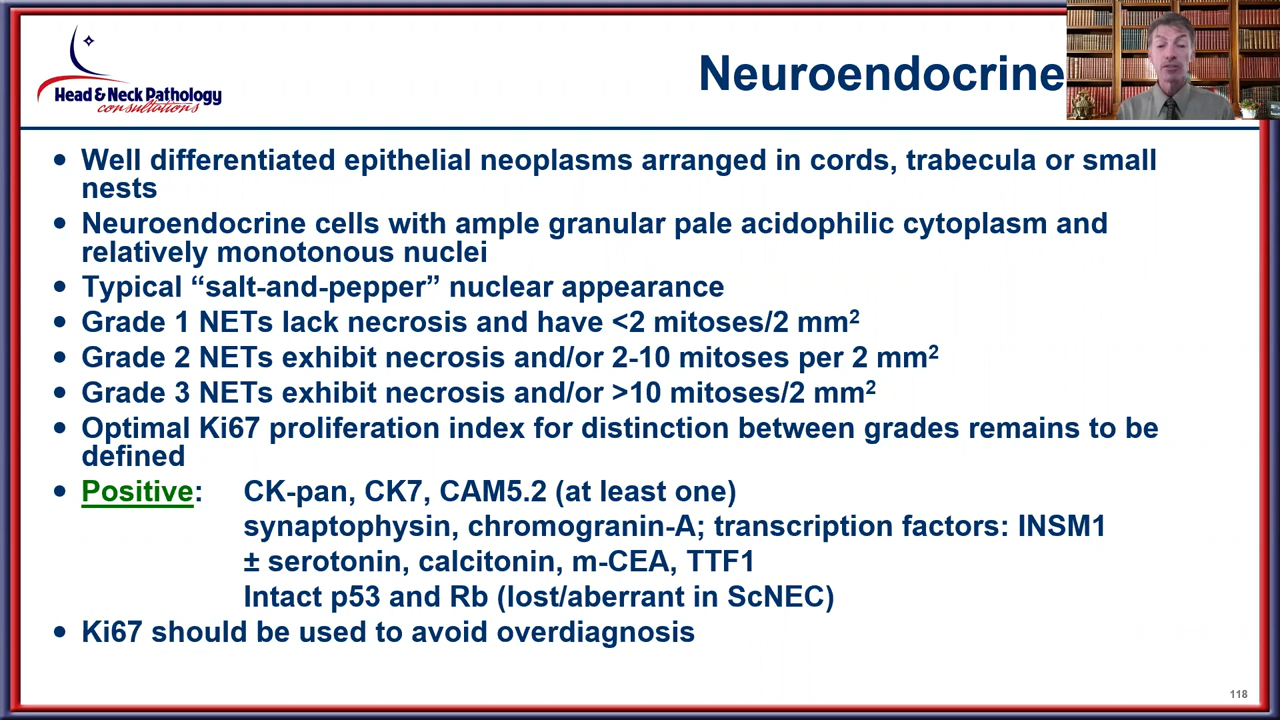 Head & Neck Pathology
consultations
Neuroendocrine
• Well differentiated epithelial neoplasms arranged in cords, trabecula or small
nests
• Neuroendocrine cells with ample granular pale acidophilic cytoplasm and
relatively monotonous nuclei
• Typical “salt-and-pepper” nuclear appearance
• Grade 1 NETs lack necrosis and have <2 mitoses/2 mm²
• Grade 2 NETs exhibit necrosis and/or 2-10 mitoses per 2 mm²
• Grade 3 NETs exhibit necrosis and/or >10 mitoses/2 mm²
• Optimal Ki67 proliferation index for distinction between grades remains to be
defined
• Positive: CK-pan, CK7, CAM5.2 (at least one)
synaptophysin, chromogranin-A; transcription factors: INSM1
± serotonin, calcitonin, m-CEA, TTF1
Intact p53 and Rb (lost/aberrant in ScNEC)
• Ki67 should be used to avoid overdiagnosis
118